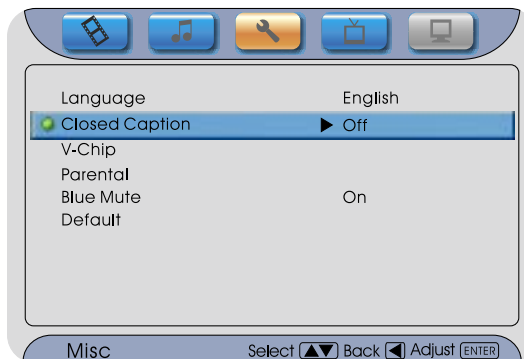 Language English
Closed Caption ▶ Off
V-Chip
Parental
Blue Mute On
Default
Misc Select ▲▼ Back ◀ Adjust ENTER